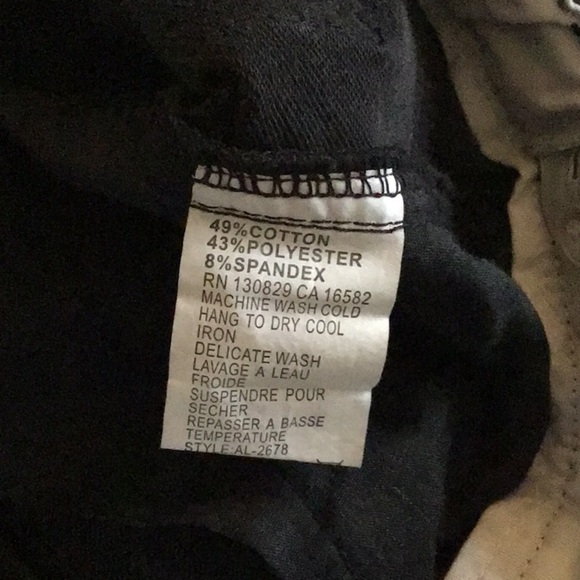 49%COTTON
43%POLYESTER
8%SPANDEX
RN 130829 CA 16582
MACHINE WASH COLD
HANG TO DRY COOL
IRON
DELICATE WASH
LAVAGE A LEAU
FROIDE
SUSPENDRE POUR
SECHER
REPASSER A BASSE
TEMPERATURE
STYLE:AL-2678